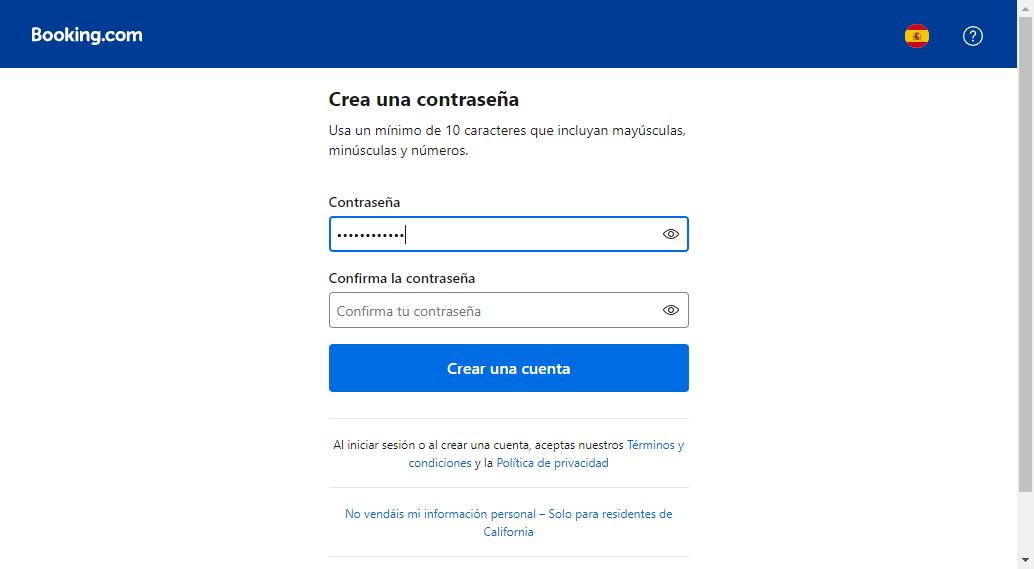 Booking.com
Crea una contraseña
Usa un mínimo de 10 caracteres que incluyan mayúsculas,
minúsculas y números.
Contraseña
••••••••••••
Confirma la contraseña
Confirma tu contraseña
Crear una cuenta
Al iniciar sesión o al crear una cuenta, aceptas nuestros Términos y
condiciones y la Política de privacidad
No vendáis mi información personal – Solo para residentes de
California